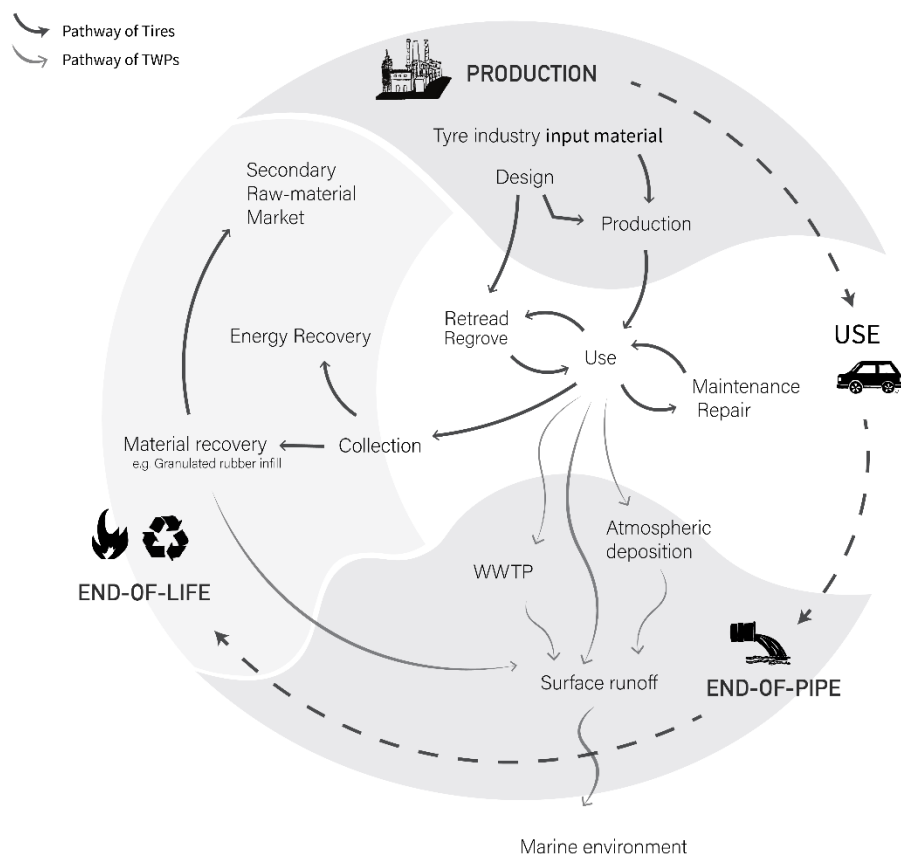 Pathway of Tires
Pathway of TWPs
PRODUCTION
Tyre industry input material
Design
Production
Secondary
Raw-material
Market
Retread
Regrove
Energy Recovery
Use
USE
Maintenance
Repair
Material recovery
e.g. Granulated rubber infill
Collection
Atmospheric
deposition
WWTP
END-OF-LIFE
Surface runoff
END-OF-PIPE
Marine environment